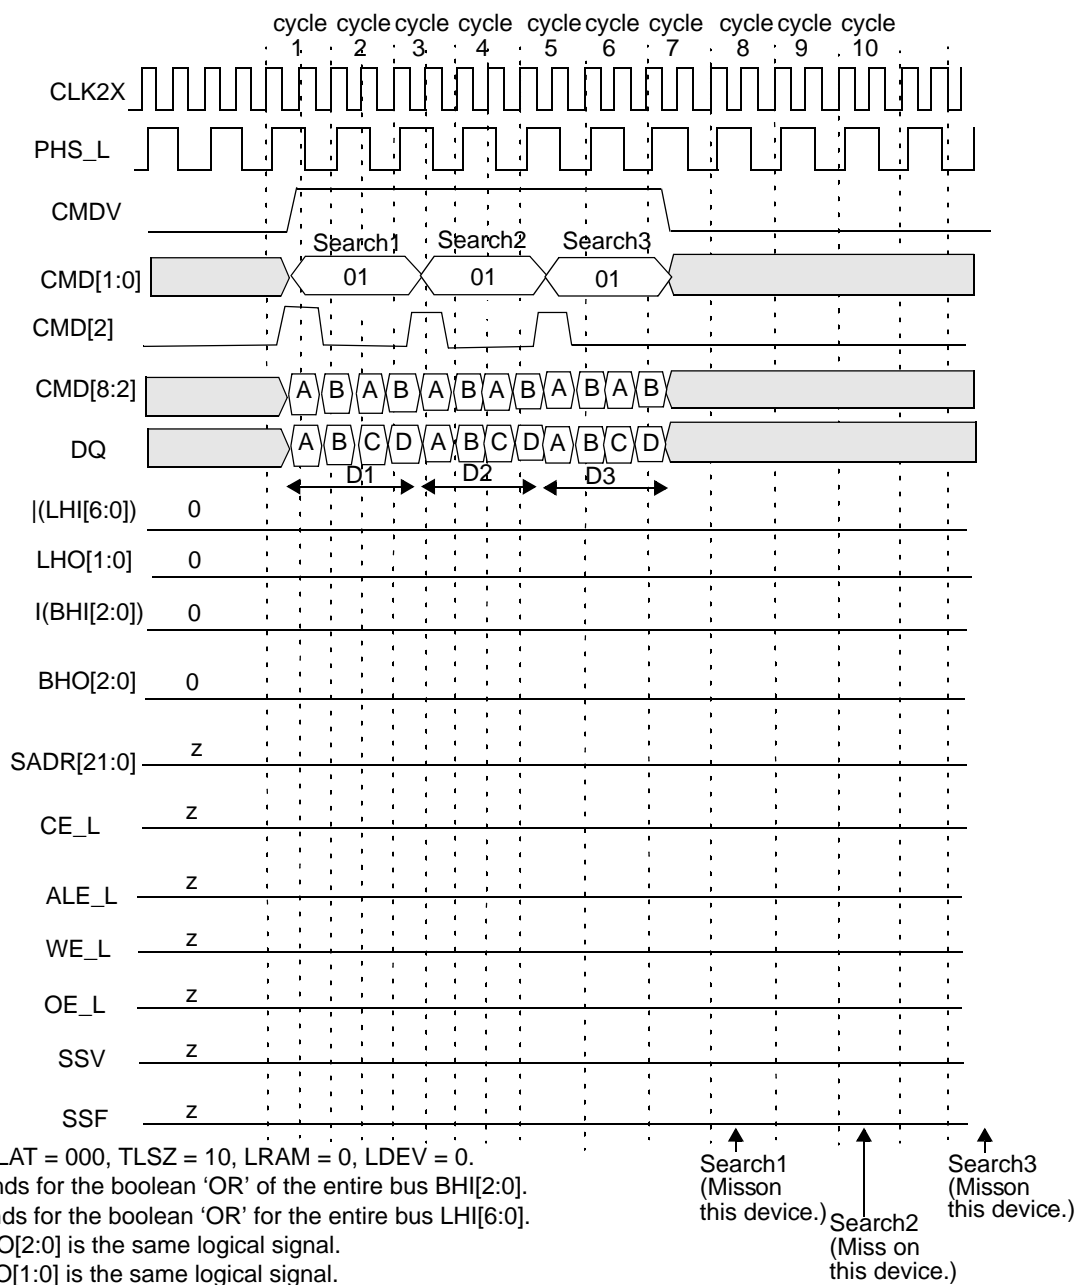 cycle cycle cycle cycle cycle cycle cycle cycle cycle cycle
1 2 3 4 5 6 7 8 9 10
CLK2X
PHS_L
CMDV
Search1 Search2 Search3
CMD[1:0] 01 01 01
CMD[2]
CMD[8:2] A B A B A B A B A B A B
DQ A B C D A B C D A B C D
D1 D2 D3
|(LHI[6:0]) 0
LHO[1:0] 0
I(BHI[2:0]) 0
BHO[2:0] 0
SADR[21:0] z
CE_L z
ALE_L z
WE_L z
OE_L z
SSV z
SSF z
LAT = 000, TLSZ = 10, LRAM = 0, LDEV = 0.
nds for the boolean ‘OR’ of the entire bus BHI[2:0].
nds for the boolean ‘OR’ for the entire bus LHI[6:0].
O[2:0] is the same logical signal.
O[1:0] is the same logical signal.
Search1
(Misson
this device.)
Search2
(Miss on
this device.)
Search3
(Misson
this device.)